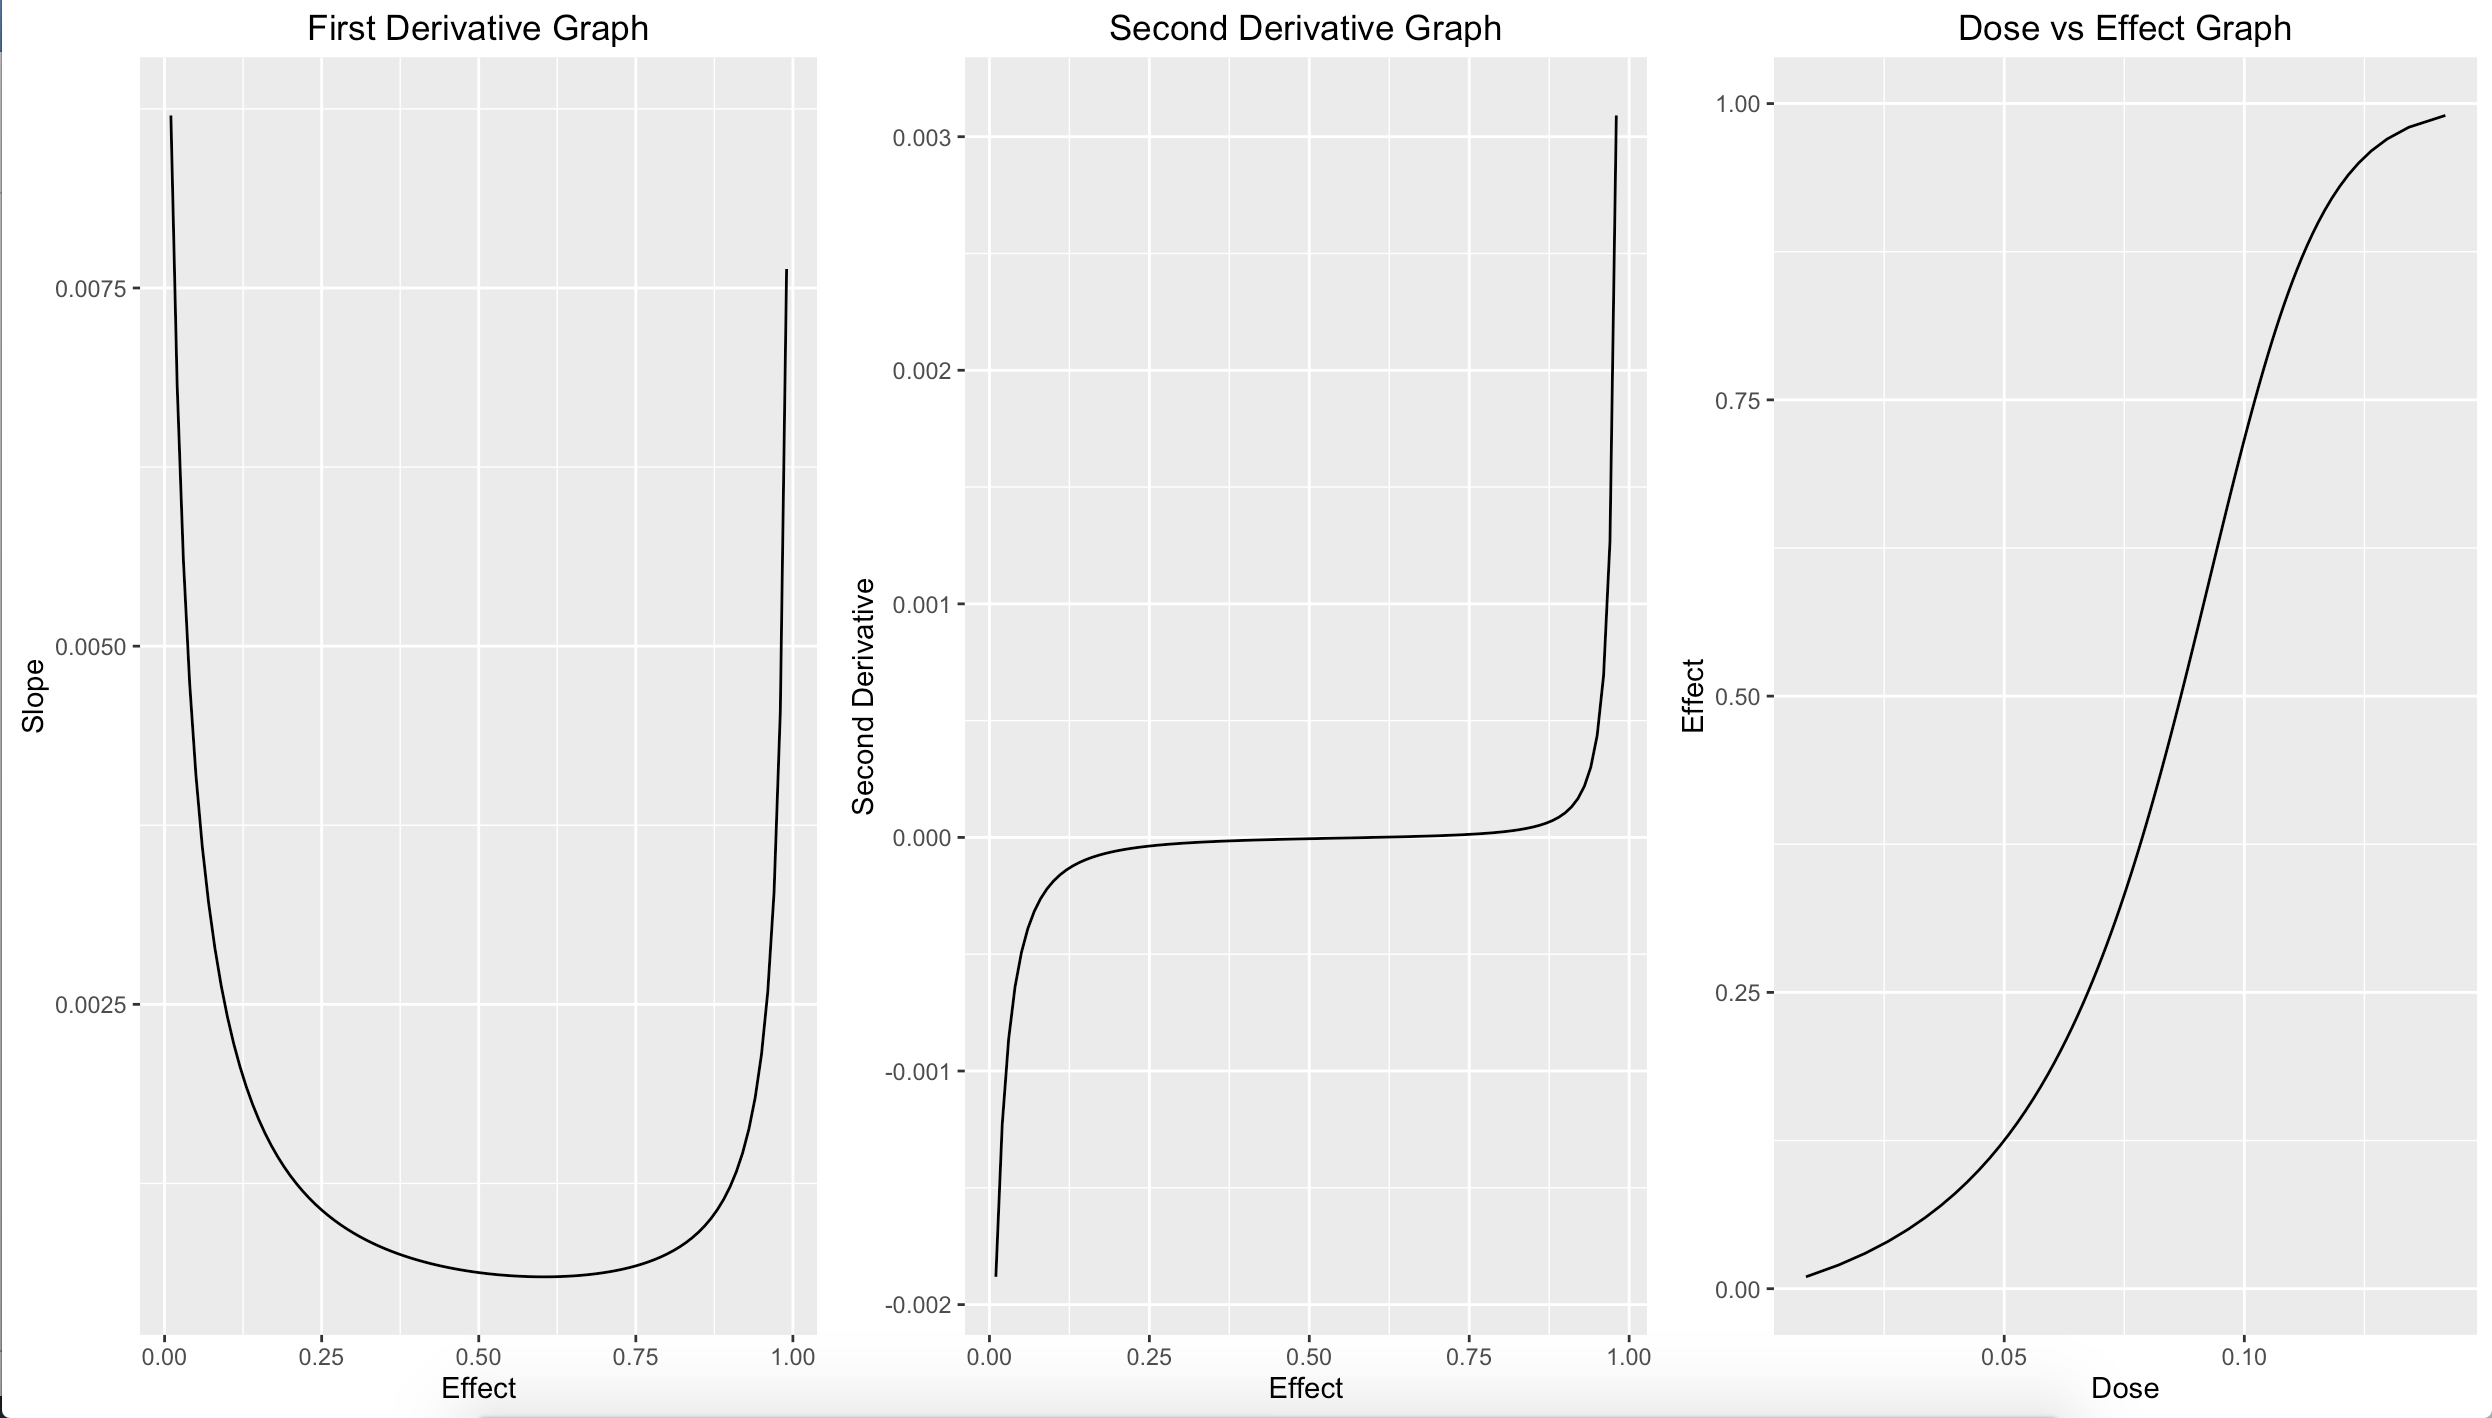 First Derivative Graph
Slope
0.0075
0.0050
0.0025
0.00 0.25 0.50 0.75 1.00
Effect
Second Derivative Graph
Second Derivative
0.003
0.002
0.001
0.000
-0.001
-0.002
0.00 0.25 0.50 0.75 1.00
Effect
Dose vs Effect Graph
Effect
1.00
0.75
0.50
0.25
0.00
0.05 0.10
Dose